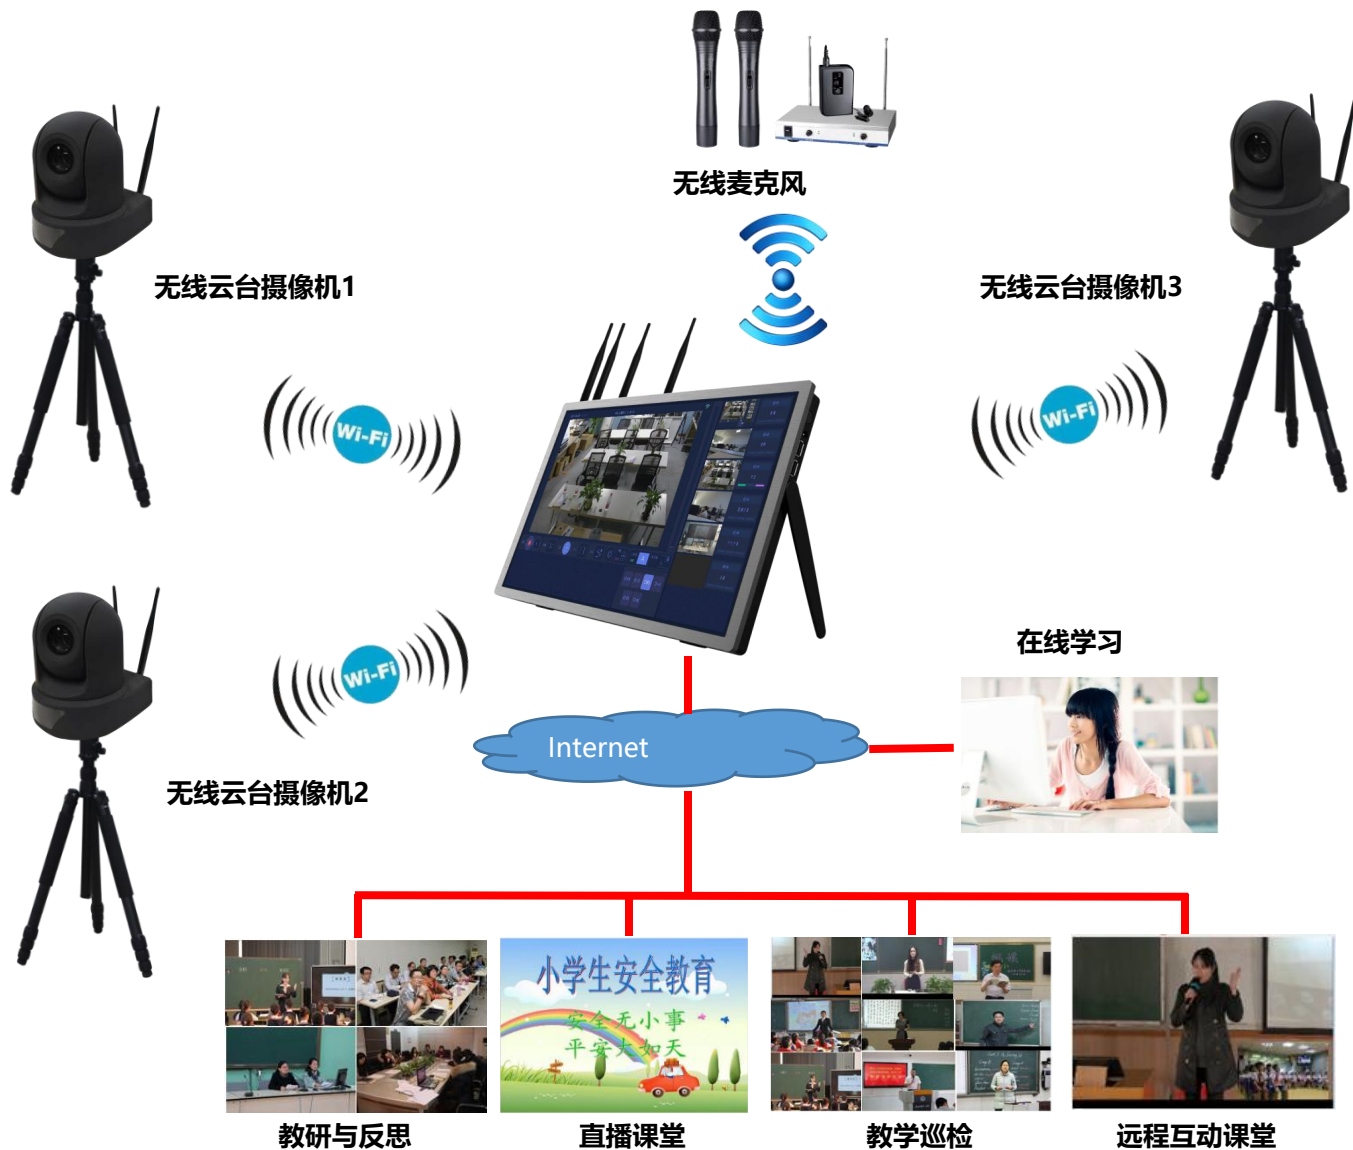 无线麦克风
无线云台摄像机1
无线云台摄像机3
Wi-Fi
Wi-Fi
Wi-Fi
无线云台摄像机2
在线学习
Internet
小学生安全教育
安全无小事
平安大如天
教研与反思
直播课堂
教学巡检
远程互动课堂